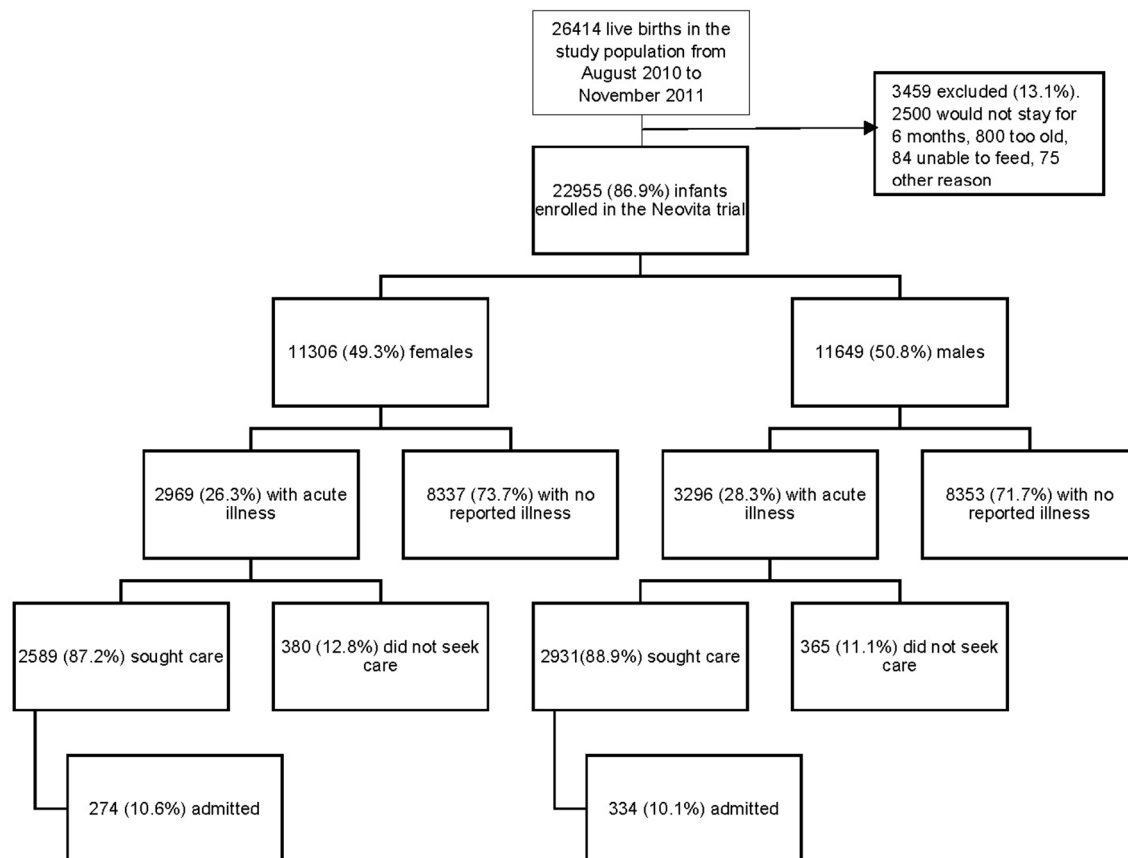 26414 live births in the
study population from
August 2010 to
November 2011
3459 excluded (13.1%).
2500 would not stay for
6 months, 800 too old,
84 unable to feed, 75
other reason
22955 (86.9%) infants
enrolled in the Neovita trial
11306 (49.3%) females
11649 (50.8%) males
2969 (26.3%) with acute
illness
8337 (73.7%) with no
reported illness
3296 (28.3%) with acute
illness
8353 (71.7%) with no
reported illness
2589 (87.2%) sought care
380 (12.8%) did not seek
care
2931(88.9%) sought care
365 (11.1%) did not seek
care
274 (10.6%) admitted
334 (10.1%) admitted